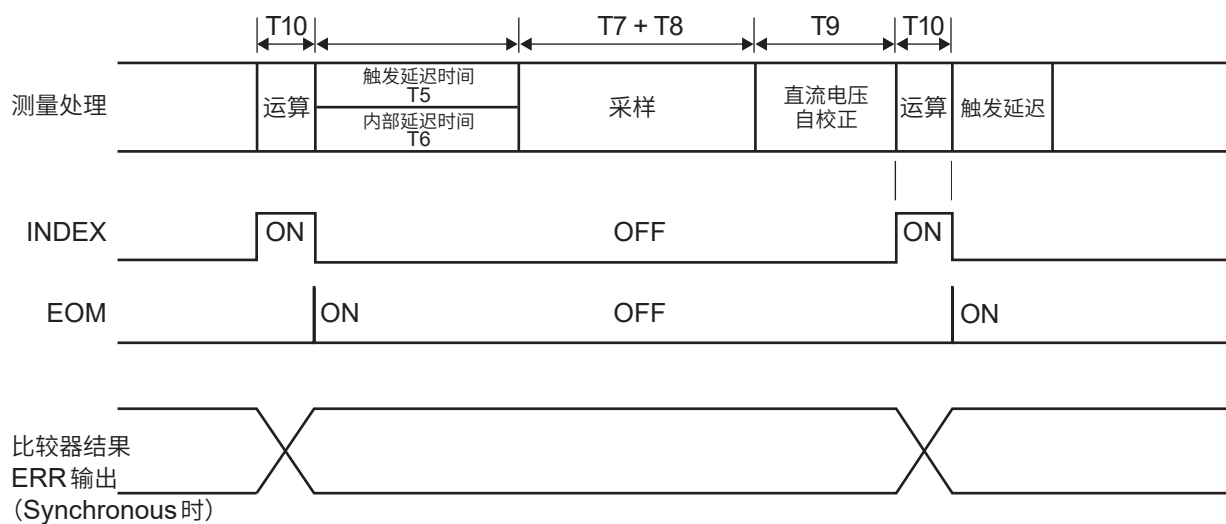 T10
T7 + T8
T9
T10
测量处理
运算
触发延迟时间
T5
内部延迟时间
T6
采样
直流电压
自校正
运算
触发延迟
INDEX
ON
OFF
ON
EOM
ON
OFF
ON
比较器结果
ERR 输出
（Synchronous 时）